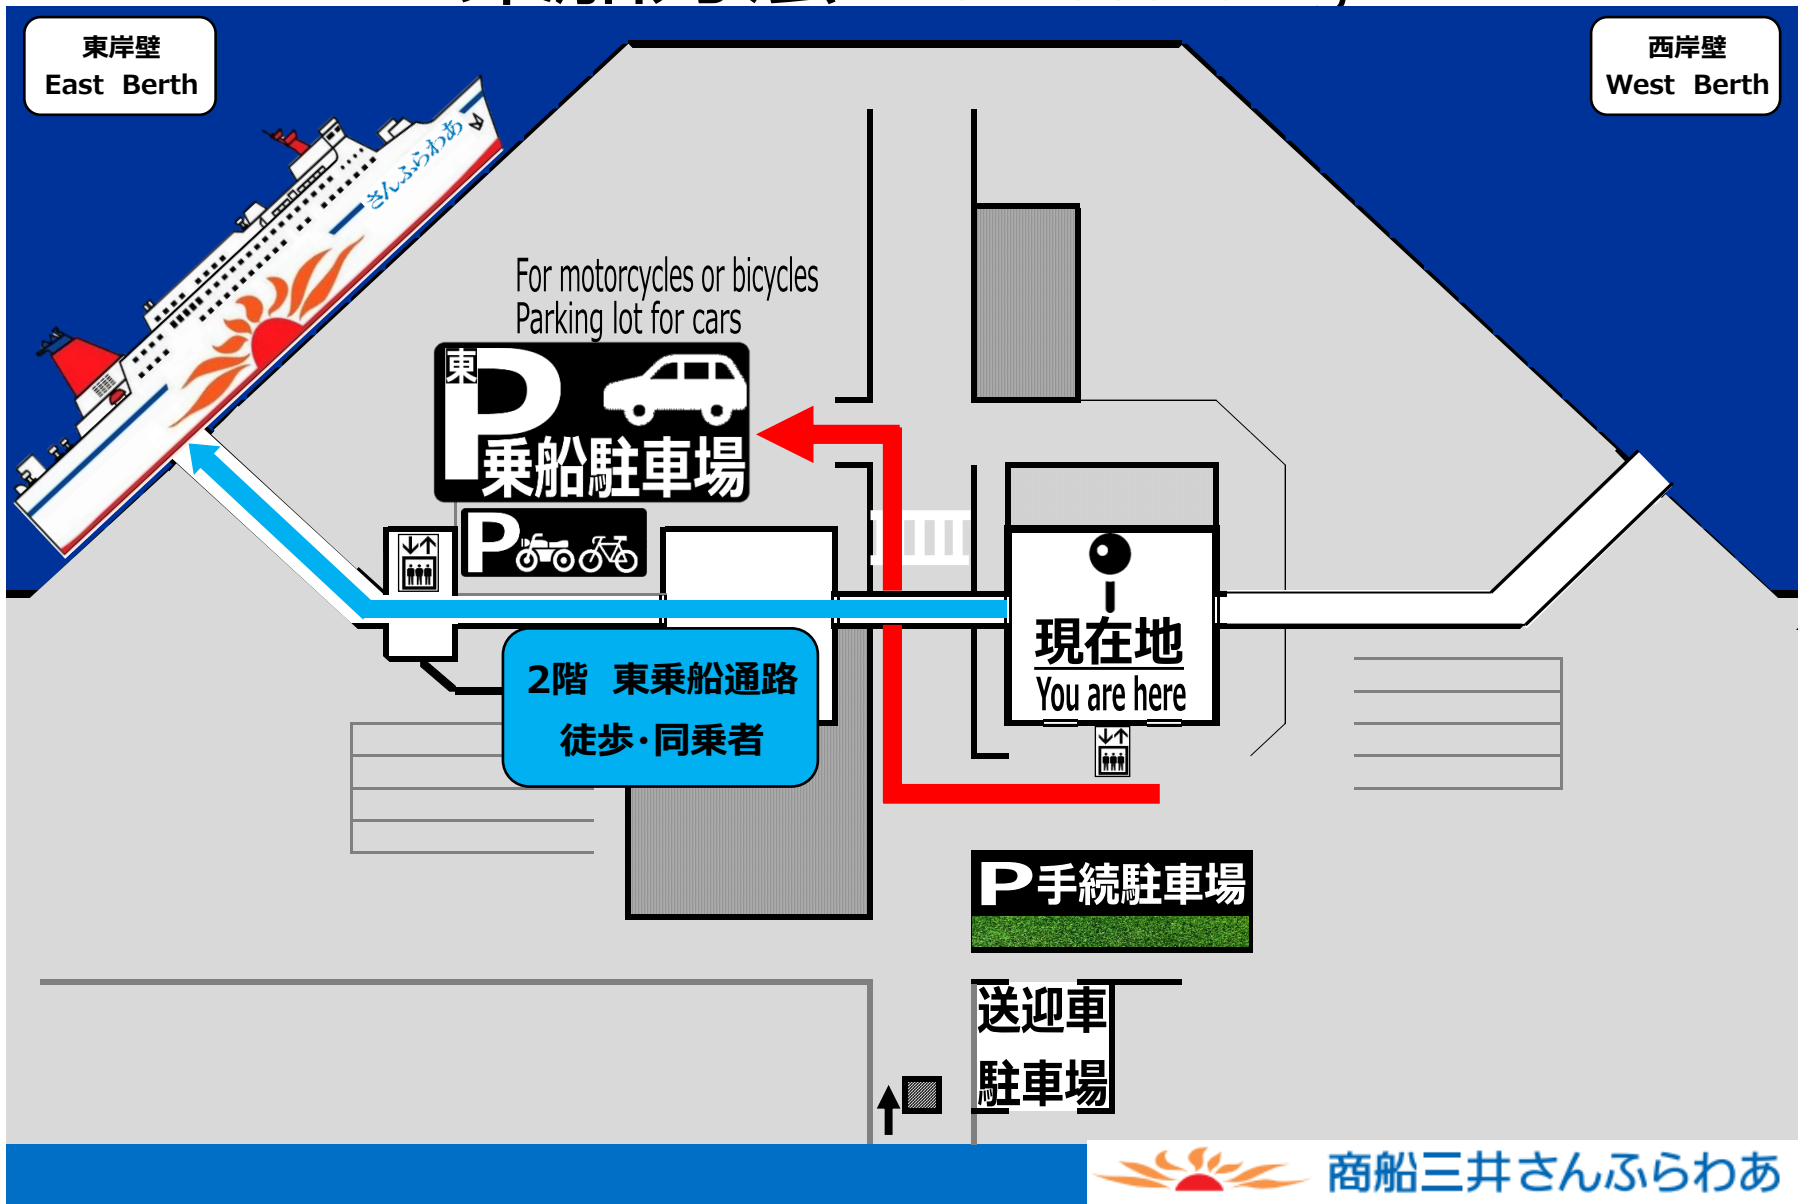 東岸壁
East Berth
西岸壁
West Berth
さんふらわあ
For motorcycles or bicycles
Parking lot for cars
東
P
乗船駐車場
P
現在地
You are here
2階 東乗船通路
徒歩・同乗者
P手続駐車場
送迎車
駐車場
商船三井さんふらわあ